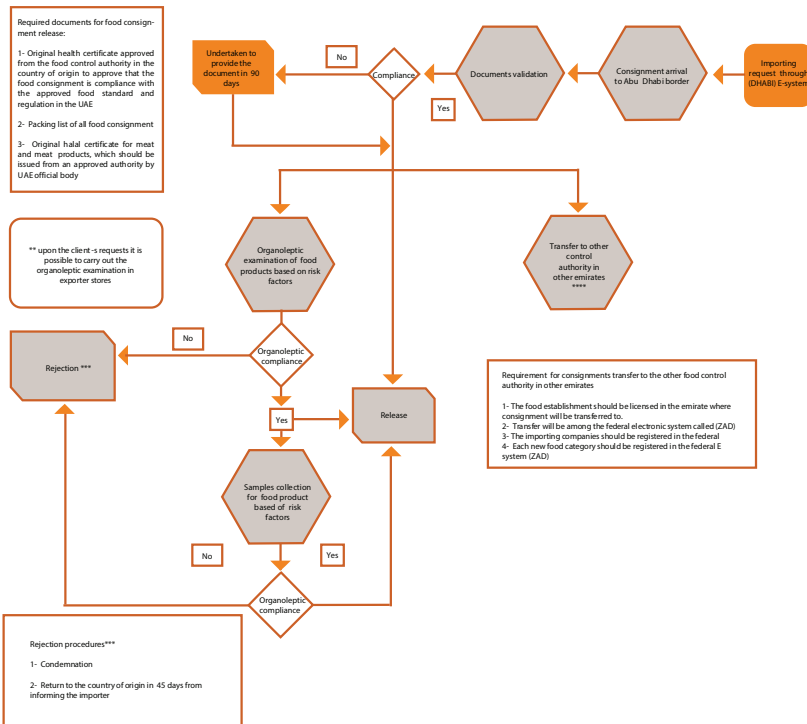 Required documents for food consign-
ment release:
1- Original health certificate approved
from the food control authority in the
country of origin to approve that the
food consignment is compliance with
the approved food standard and
regulation in the UAE
2- Packing list of all food consignment
3- Original halal certificate for meat
and meat products, which should be
issued from an approved authority by
UAE official body
Undertaken to
provide the
document in 90
days
No
Compliance
Yes
Documents validation
Consignment arrival
to Abu Dhabi border
Importing
request through
(DHABI) E-system
** upon the client -s requests it is
possible to carry out the
organoleptic examination in
exporter stores
Organoleptic
examination of food
products based on risk
factors
Transfer to other
control
authority in
other emirates
****
No
Rejection ***
Organoleptic
compliance
Yes
Release
Requirement for consignments transfer to the other food control
authority in other emirates
1- The food establishment should be licensed in the emirate where
consignment will be transferred to.
2- Transfer will be among the federal electronic system called (ZAD)
3- The importing companies should be registered in the federal
4- Each new food category should be registered in the federal E
system (ZAD)
Samples collection
for food product
based of risk
factors
No
Yes
Organoleptic
compliance
Rejection procedures***
1- Condemnation
2- Return to the country of origin in 45 days from
informing the importer